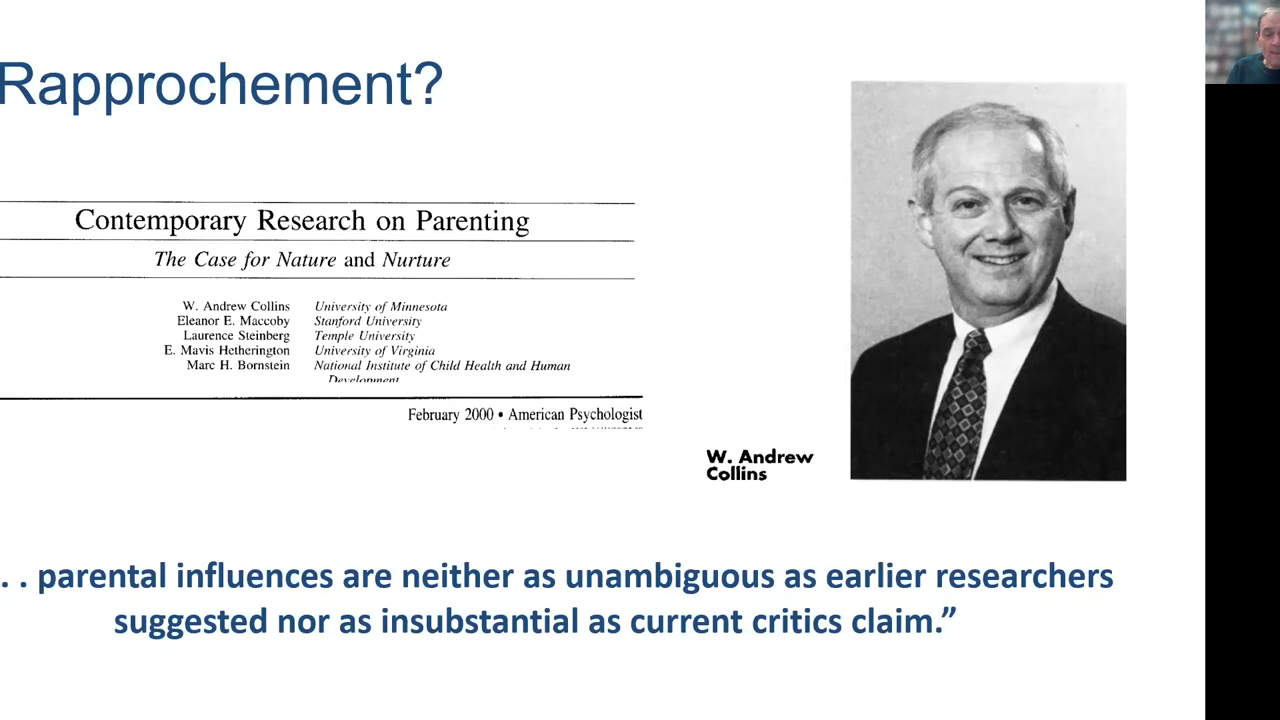 Rapprochement?
Contemporary Research on Parenting
The Case for Nature and Nurture
W. Andrew Collins University of Minnesota
Eleanor E. Maccoby Stanford University
Laurence Steinberg Temple University
E. Mavis Hetherington University of Virginia
Marc H. Bornstein National Institute of Child Health and Human
Development
February 2000 • American Psychologist
W. Andrew
Collins
. . parental influences are neither as unambiguous as earlier researchers
suggested nor as insubstantial as current critics claim.”